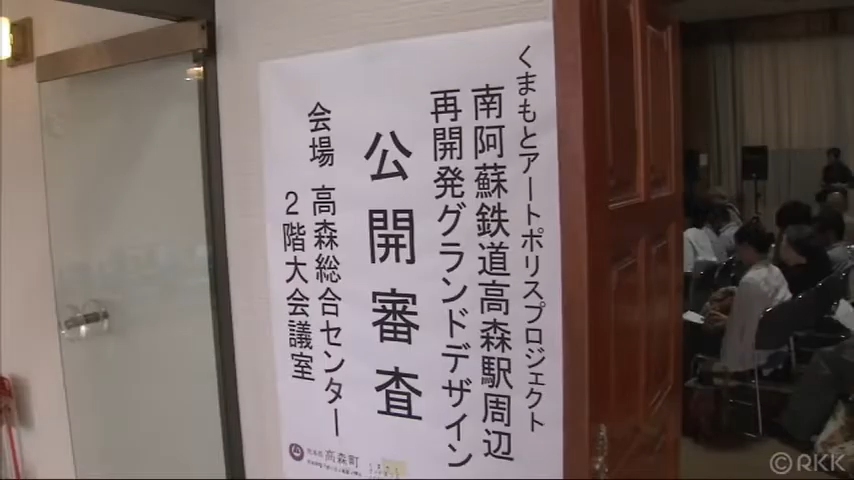 くまもとアートポリスプロジェクト
南阿蘇鉄道高森駅周辺
再開発グランドデザイン
公開審査
会場 高森総合センター
２階大会議室
高森町
©RKK